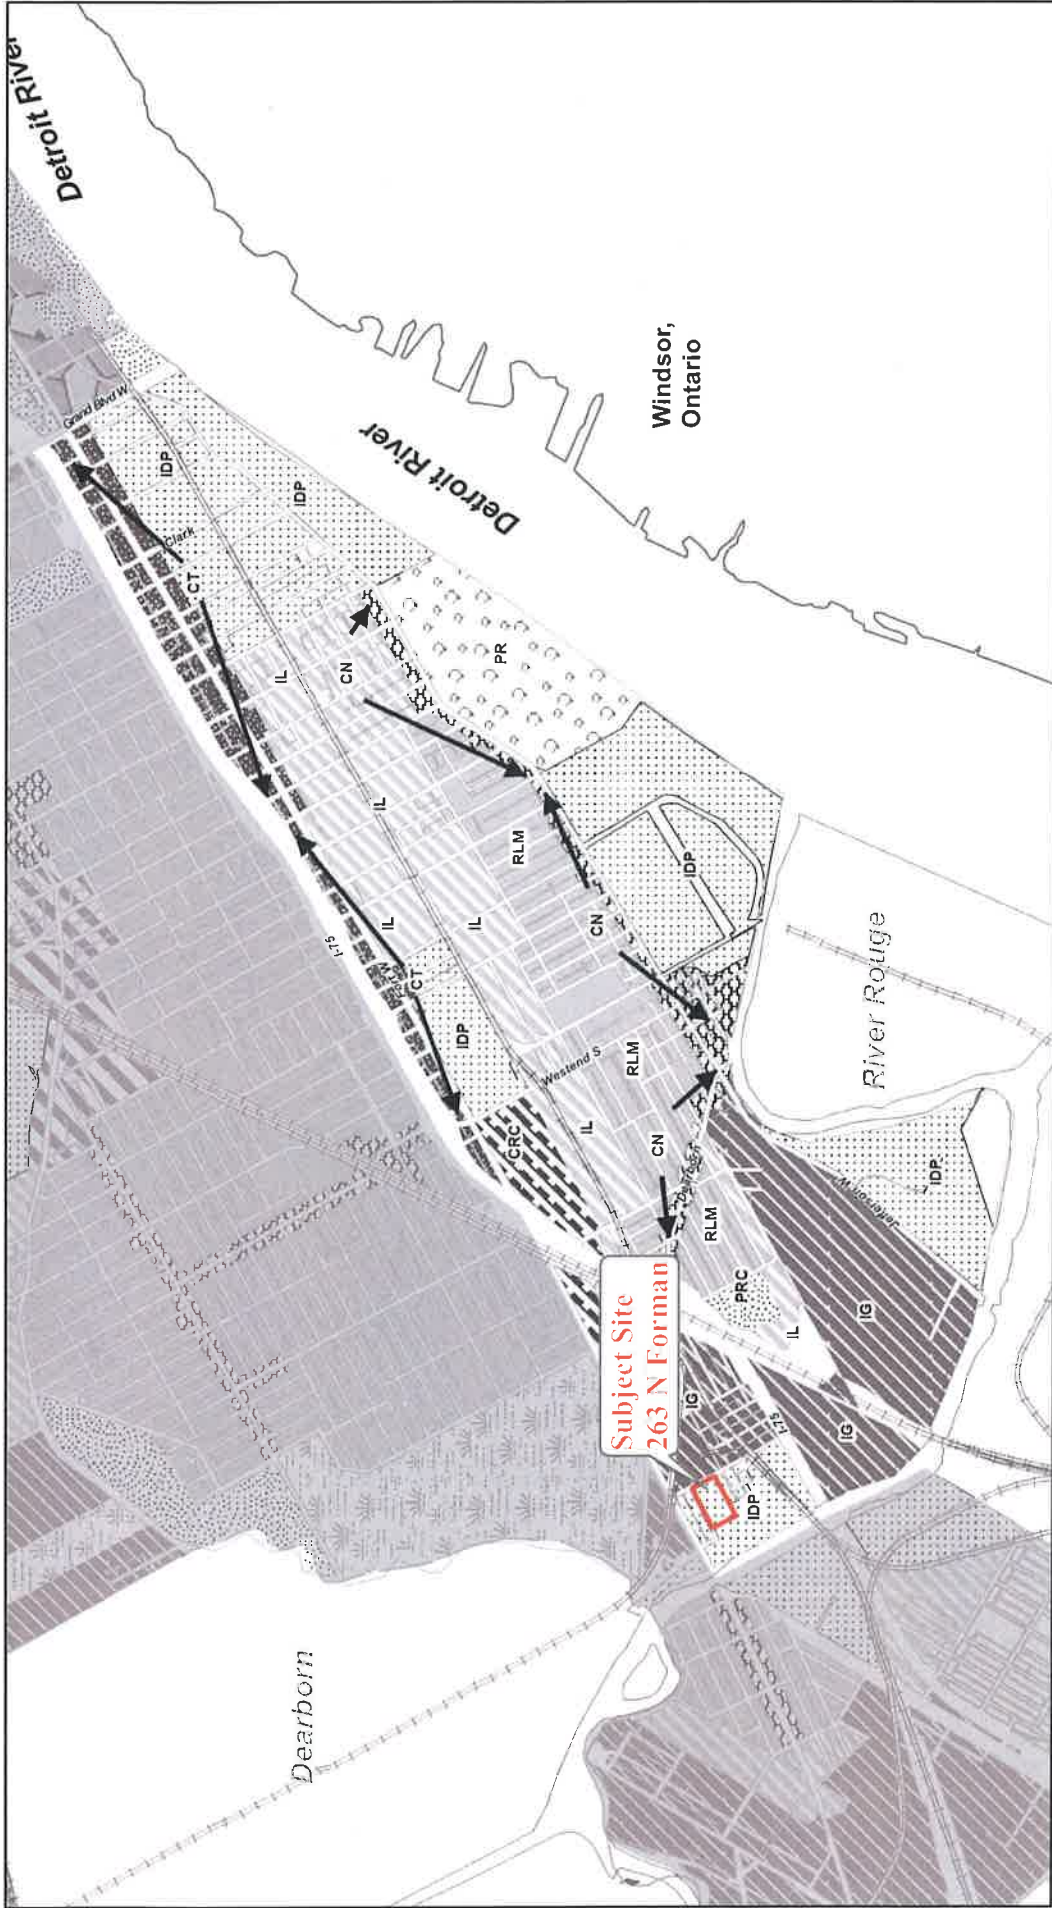 Detroit River
Grand Blvd W
IDP
IDP
Clark
CT
Detroit River
Windsor,
Ontario
IL
CN
PR
IL
RLM
I-75
IL
IL
CT
IDP
CN
IDP
Westend S
RLM
River Rouge
CRC
IL
CN
Dearborn
RLM
Jefferson W
IDP
Subject Site
263 N Forman
PRC
IL
IG
IG
I-75
IG
IDP
Dearborn